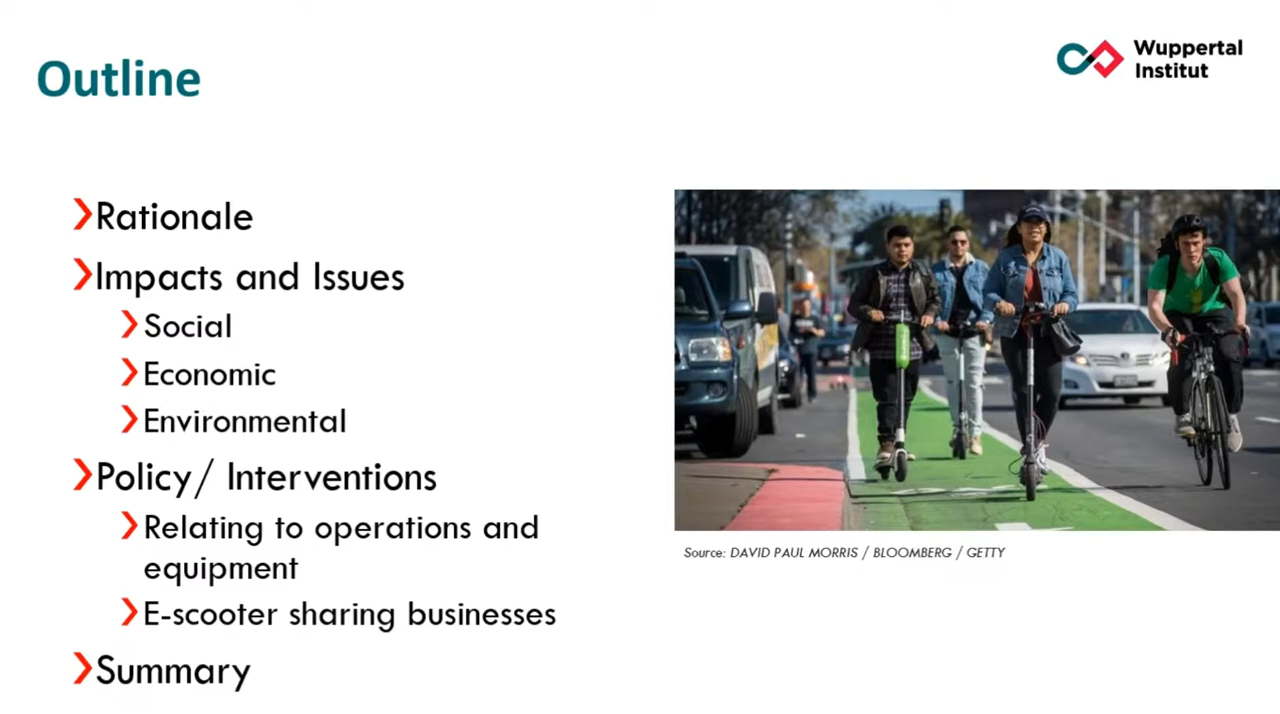 Outline
Wuppertal
Institut
Rationale
Impacts and Issues
Social
Economic
Environmental
Policy/ Interventions
Relating to operations and
equipment
E-scooter sharing businesses
Summary
Source: DAVID PAUL MORRIS / BLOOMBERG / GETTY